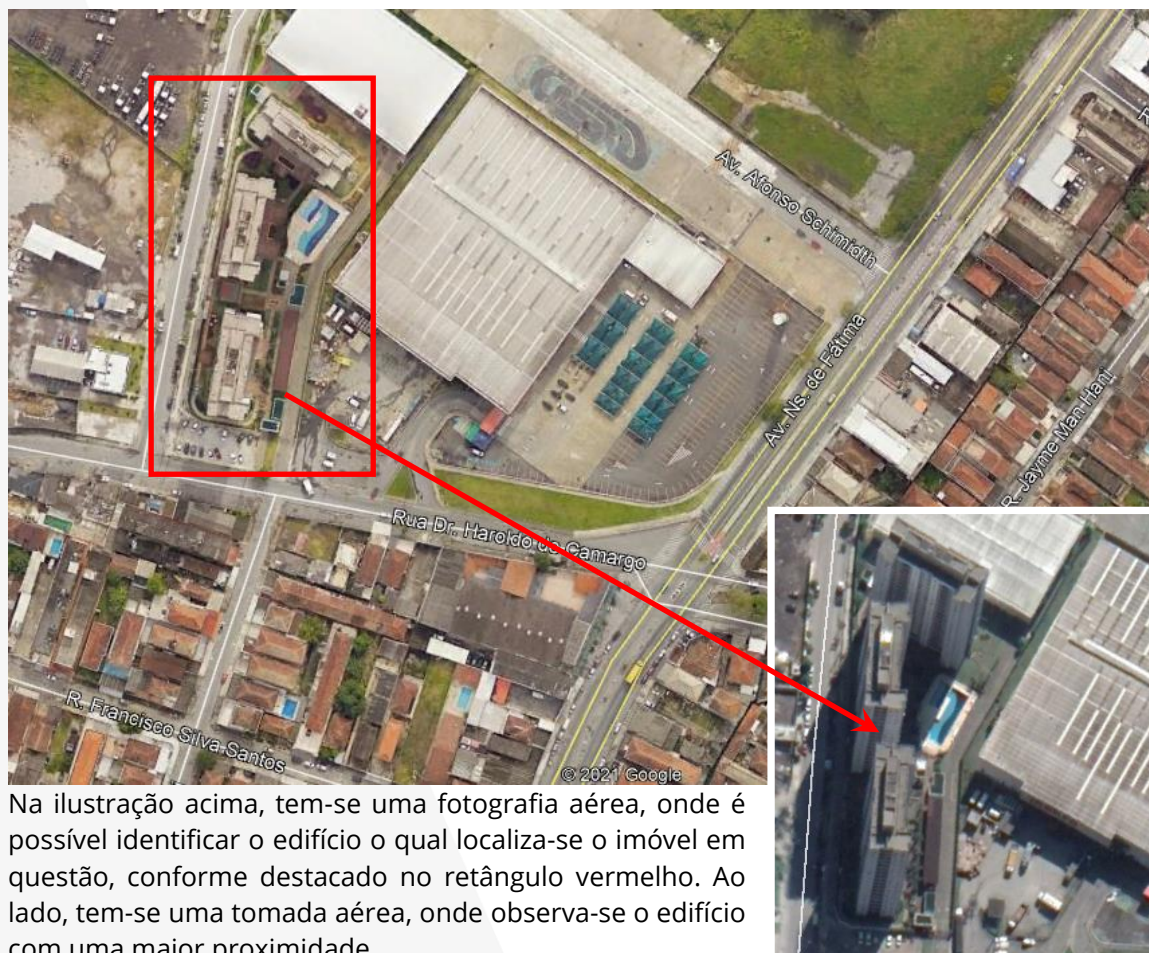 Av. Afonso Schimidth
Av. Ns. de Fátima
R. Jayme Man Hani
Rua Dr. Haroldo de Camargo
R. Francisco Silva Santos
© 2021 Google
Na ilustração acima, tem-se uma fotografia aérea, onde é
possível identificar o edifício o qual localiza-se o imóvel em
questão, conforme destacado no retângulo vermelho. Ao
lado, tem-se uma tomada aérea, onde observa-se o edifício
com uma maior proximidade